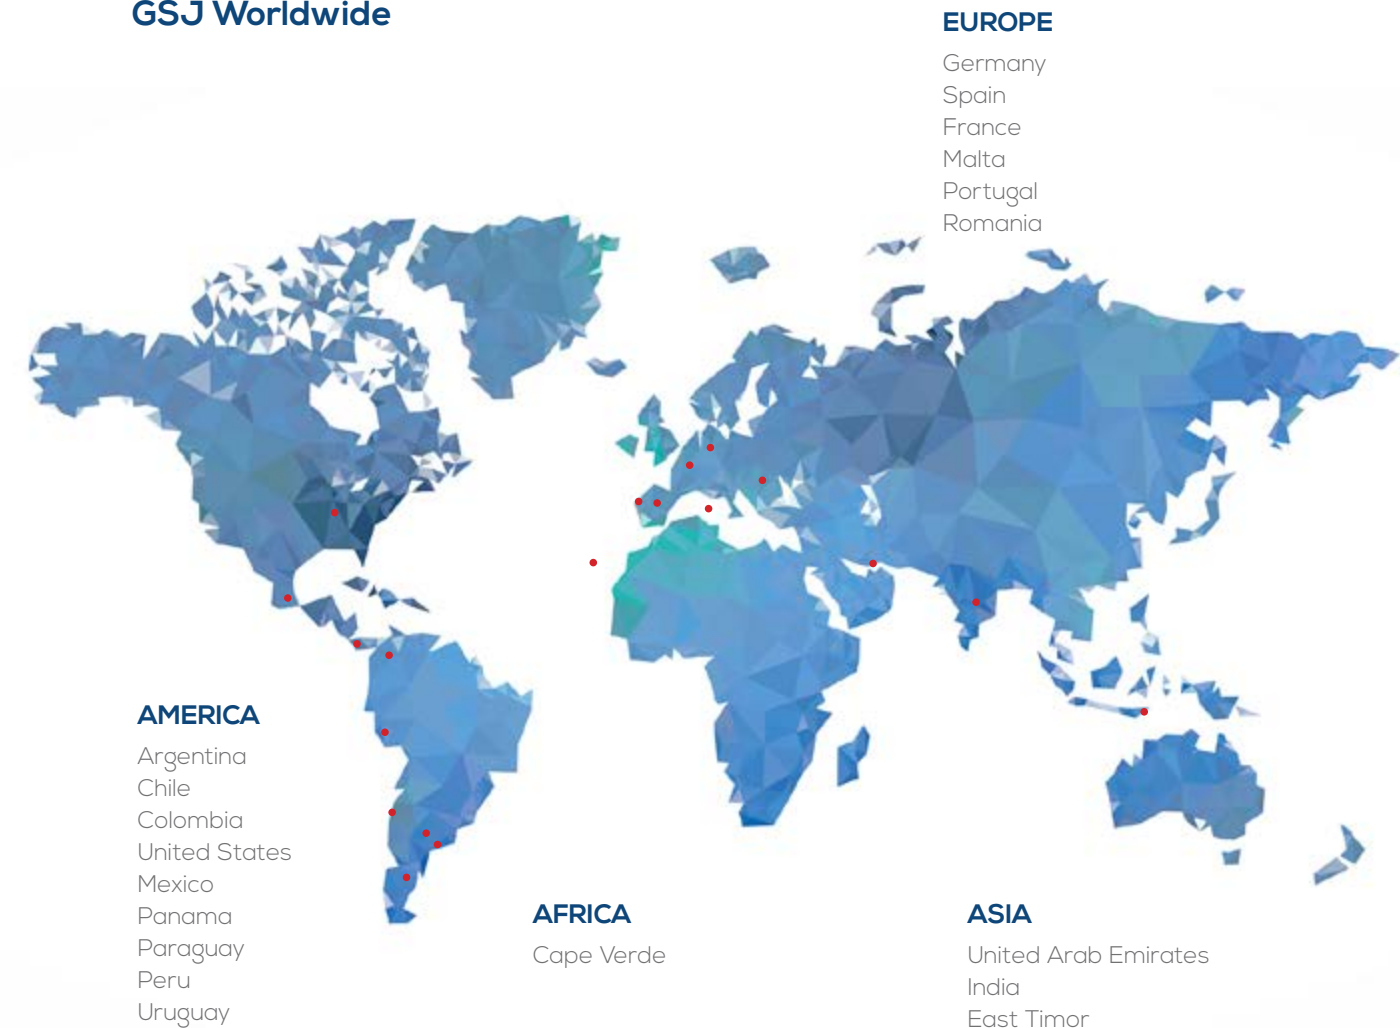 GSJ Worldwide
EUROPE
Germany
Spain
France
Malta
Portugal
Romania
AMERICA
Argentina
Chile
Colombia
United States
Mexico
Panama
Paraguay
Peru
Uruguay
AFRICA
Cape Verde
ASIA
United Arab Emirates
India
East Timor